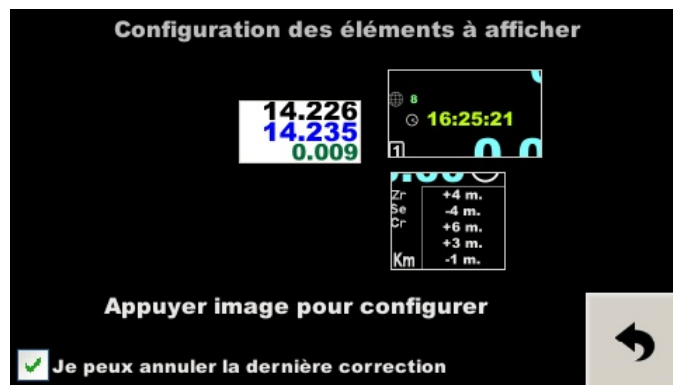 Configuration des éléments à afficher
14.226
14.235
0.009
8
16:25:21
1
Zr +4 m.
Se -4 m.
Cr +6 m.
+3 m.
Km -1 m.
Appuyer image pour configurer
Je peux annuler la dernière correction